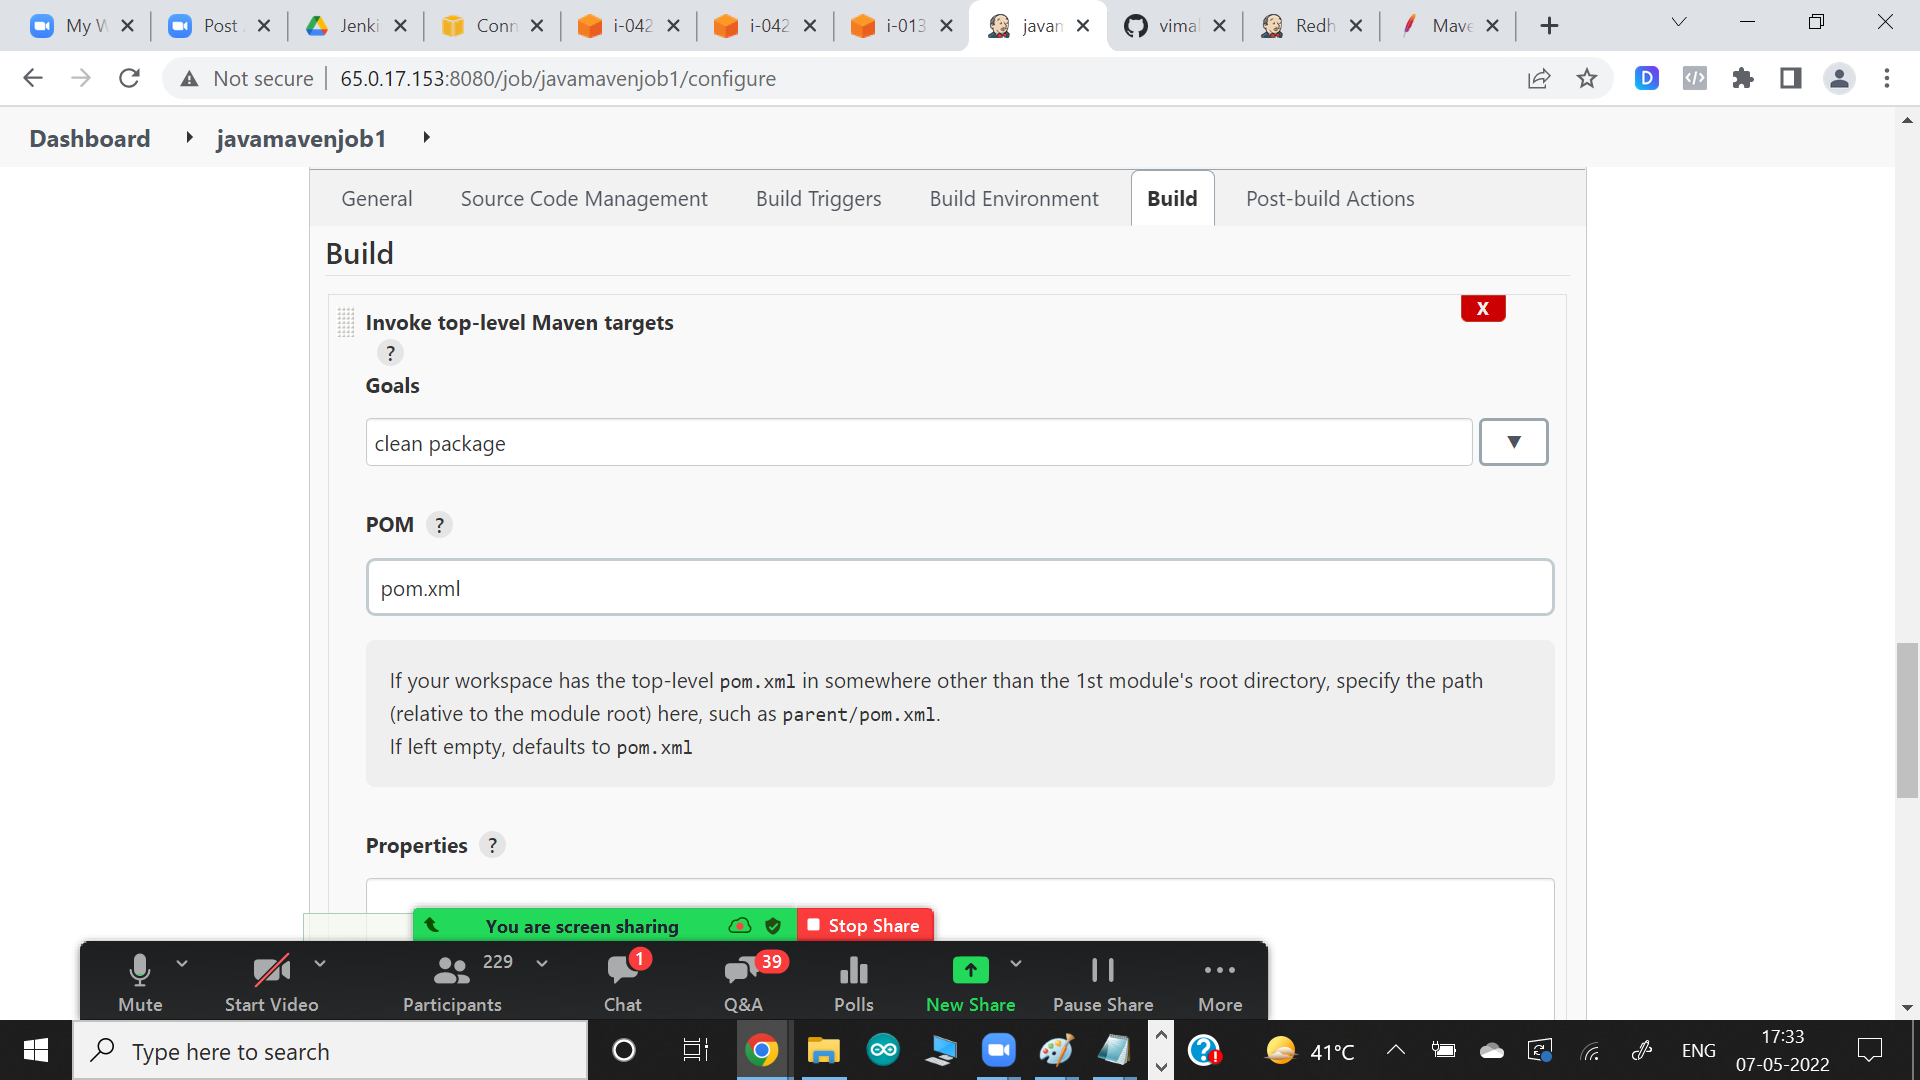 My W
Post
Jenki
Conn
i-042
i-042
i-013
javam
vimal
Redh
Mave
Not secure
65.0.17.153:8080/job/javamavenjob1/configure
Dashboard
javamavenjob1
General
Source Code Management
Build Triggers
Build Environment
Build
Post-build Actions
Build
Invoke top-level Maven targets
X
?
Goals
clean package
POM ?
pom.xml
If your workspace has the top-level pom.xml in somewhere other than the 1st module's root directory, specify the path
(relative to the module root) here, such as parent/pom.xml.
If left empty, defaults to pom.xml
Properties ?
You are screen sharing
Stop Share
229
1
39
Mute
Start Video
Participants
Chat
Q&A
Polls
New Share
Pause Share
More
Type here to search
41°C
ENG
17:33
07-05-2022